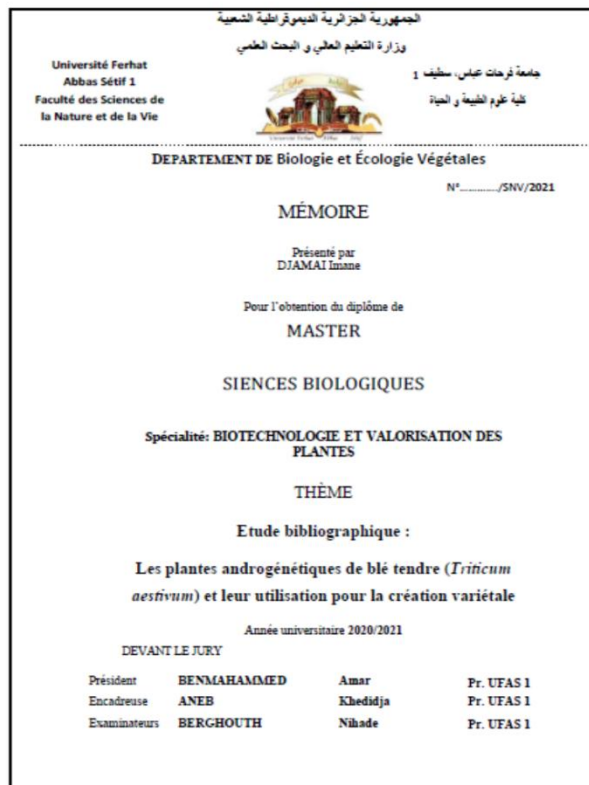 الجمهورية الجزائرية الديموقراطية الشعبية
وزارة التعليم العالي و البحث العلمي
Université Ferhat
Abbas Sétif 1
Faculté des Sciences de
la Nature et de la Vie
جامعة فرحات عباس، سطيف 1
كلية علوم الطبيعة و الحياة
DEPARTEMENT DE Biologie et Écologie Végétales
N°............/SNV/2021
MÉMOIRE
Présenté par
DJAMAI Imane
Pour l'obtention du diplôme de
MASTER
SIENCES BIOLOGIQUES
Spécialité: BIOTECHNOLOGIE ET VALORISATION DES
PLANTES
THÈME
Etude bibliographique :
Les plantes androgénétiques de blé tendre (Triticum
aestivum) et leur utilisation pour la création variétale
Année universitaire 2020/2021
DEVANT LE JURY
Président BENMAHAMMED Amar Pr. UFAS 1
Encadreuse ANEB Khedidja Pr. UFAS 1
Examinateurs BERGHOUTH Nihade Pr. UFAS 1